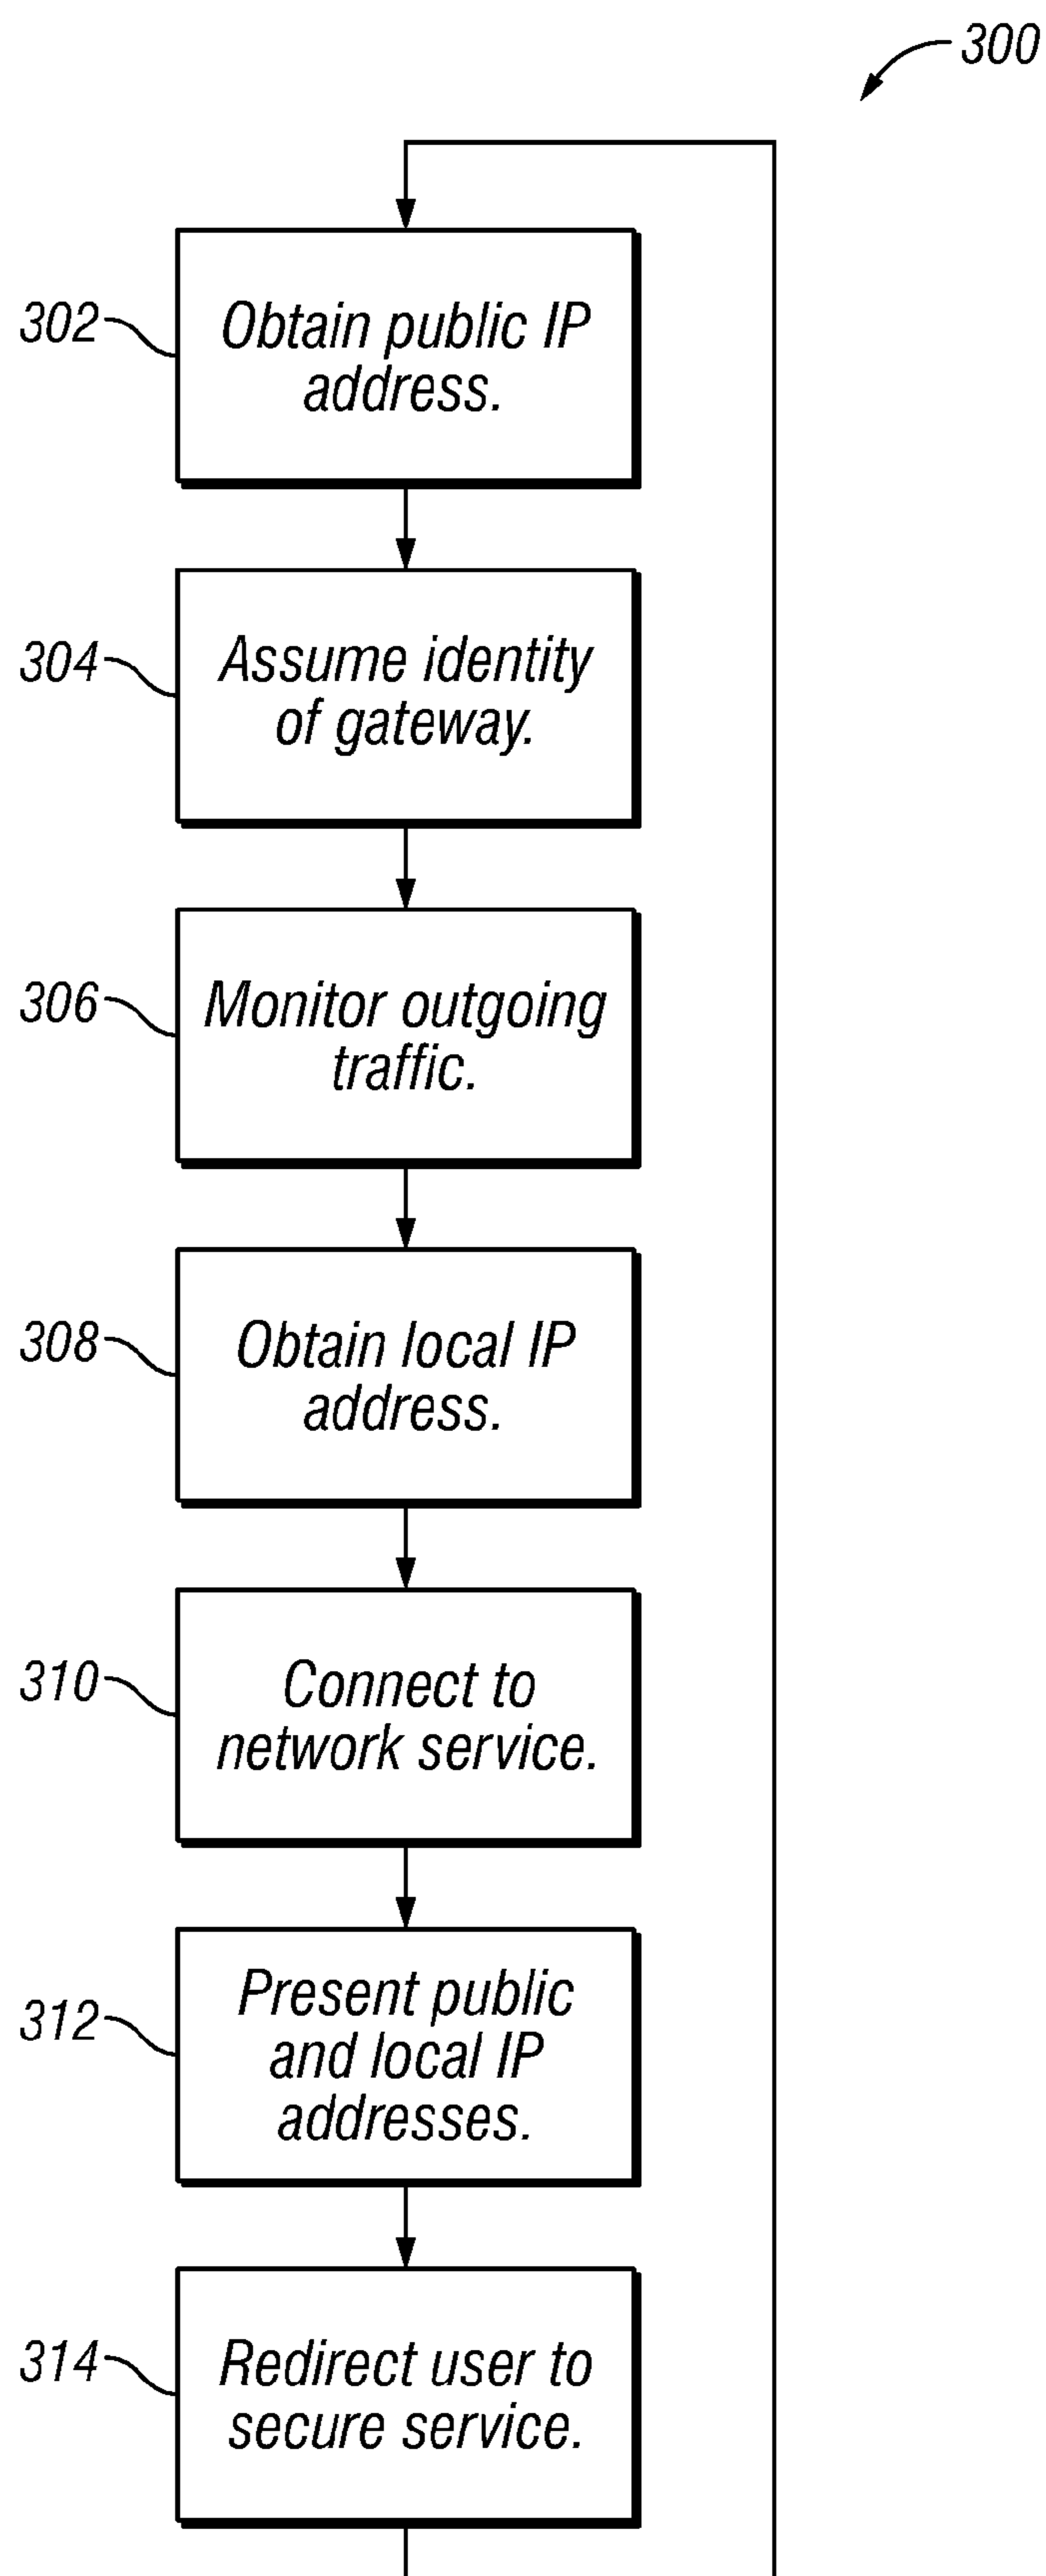 300
302
Obtain public IP
address.
304
Assume identity
of gateway.
306
Monitor outgoing
traffic.
308
Obtain local IP
address.
310
Connect to
network service.
312
Present public
and local IP
addresses.
314
Redirect user to
secure service.